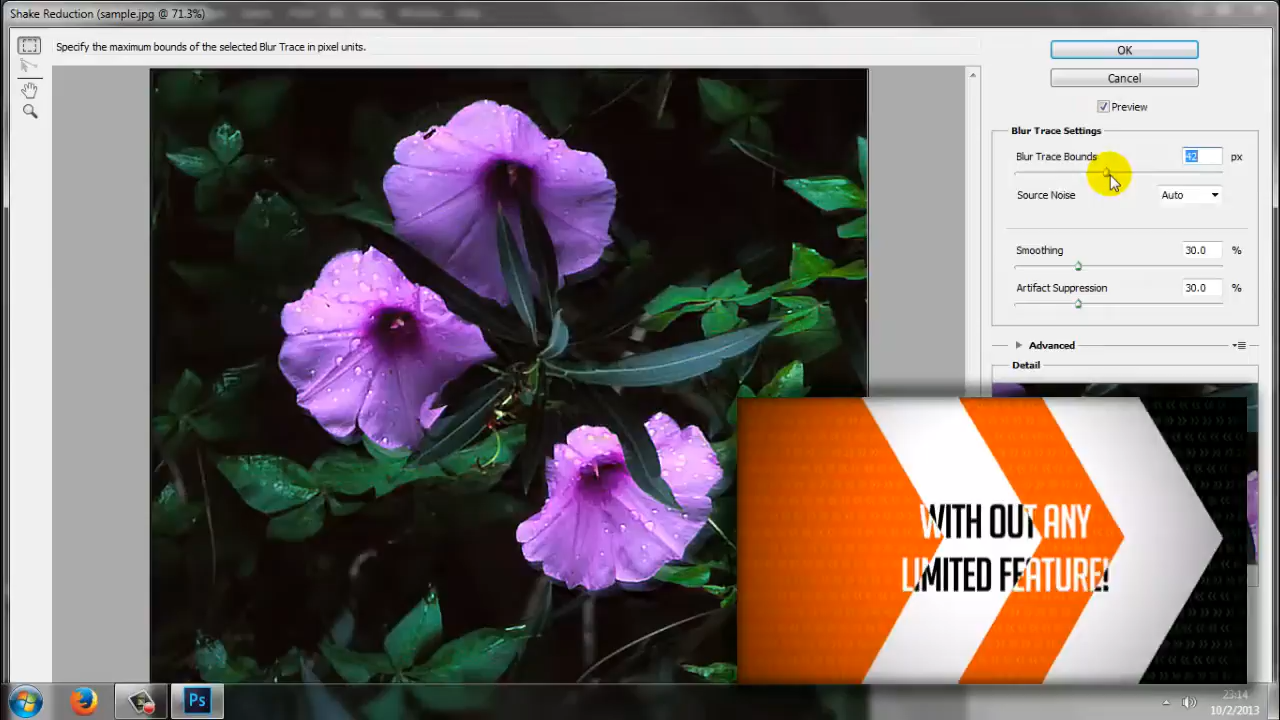 Shake Reduction (sample.jpg @ 71.3%)
Specify the maximum bounds of the selected Blur Trace in pixel units.
OK
Cancel
Preview
Blur Trace Settings
Blur Trace Bounds 42 px
Source Noise Auto
Smoothing 30.0 %
Artifact Suppression 30.0 %
Advanced
Detail
WITH OUT ANY
LIMITED FEATURE!
Ps
23:14
10/2/2013